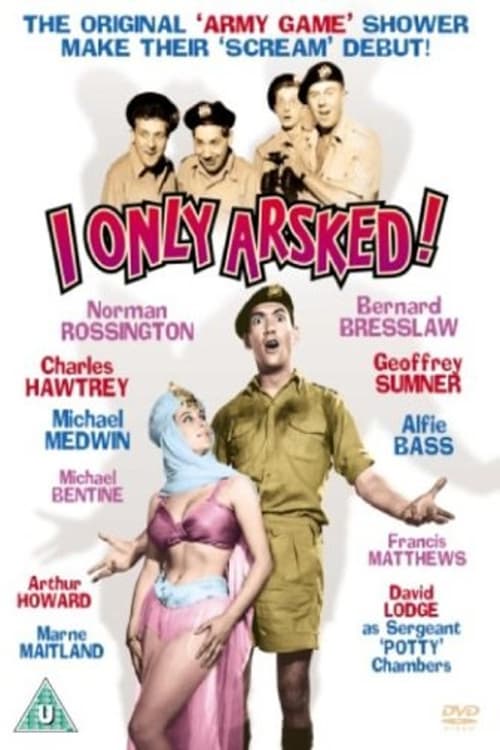 THE ORIGINAL 'ARMY GAME' SHOWER
MAKE THEIR 'SCREAM' DEBUT!
I ONLY ARSKED!
Norman
ROSSINGTON
Bernard
BRESSLAW
Charles
HAWTREY
Geoffrey
SUMNER
Michael
MEDWIN
Alfie
BASS
Michael
BENTINE
Francis
MATTHEWS
Arthur
HOWARD
David
LODGE
as Sergeant
'POTTY'
Chambers
Marne
MAITLAND
U
DVD
VIDEO